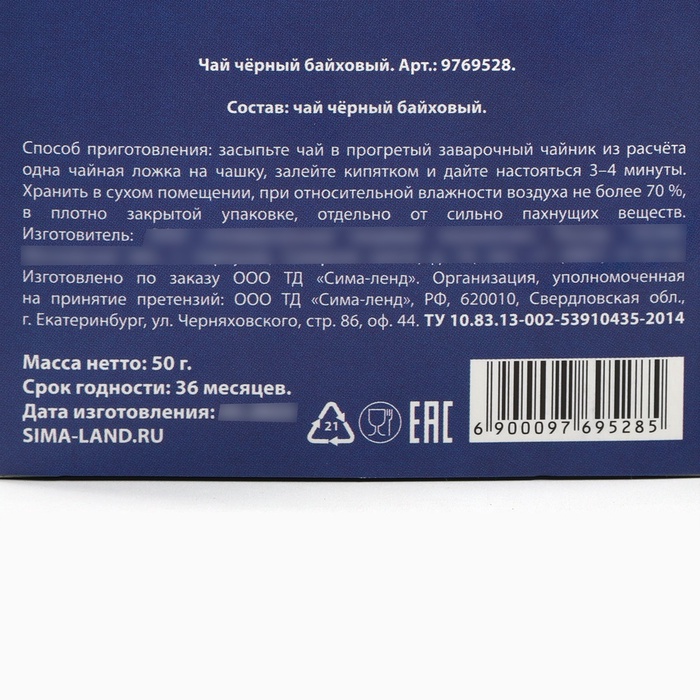 Чай чёрный байховый. Арт.: 9769528.
Состав: чай чёрный байховый.
Способ приготовления: засыпьте чай в прогретый заварочный чайник из расчёта
одна чайная ложка на чашку, залейте кипятком и дайте настояться 3–4 минуты.
Хранить в сухом помещении, при относительной влажности воздуха не более 70 %,
в плотно закрытой упаковке, отдельно от сильно пахнущих веществ.
Изготовитель:
Изготовлено по заказу ООО ТД «Сима-ленд». Организация, уполномоченная
на принятие претензий: ООО ТД «Сима-ленд», РФ, 620010, Свердловская обл.,
г. Екатеринбург, ул. Черняховского, стр. 86, оф. 44. ТУ 10.83.13-002-53910435-2014
Масса нетто: 50 г.
Срок годности: 36 месяцев.
Дата изготовления:
SIMA-LAND.RU
21
EAC
6 900097 695285